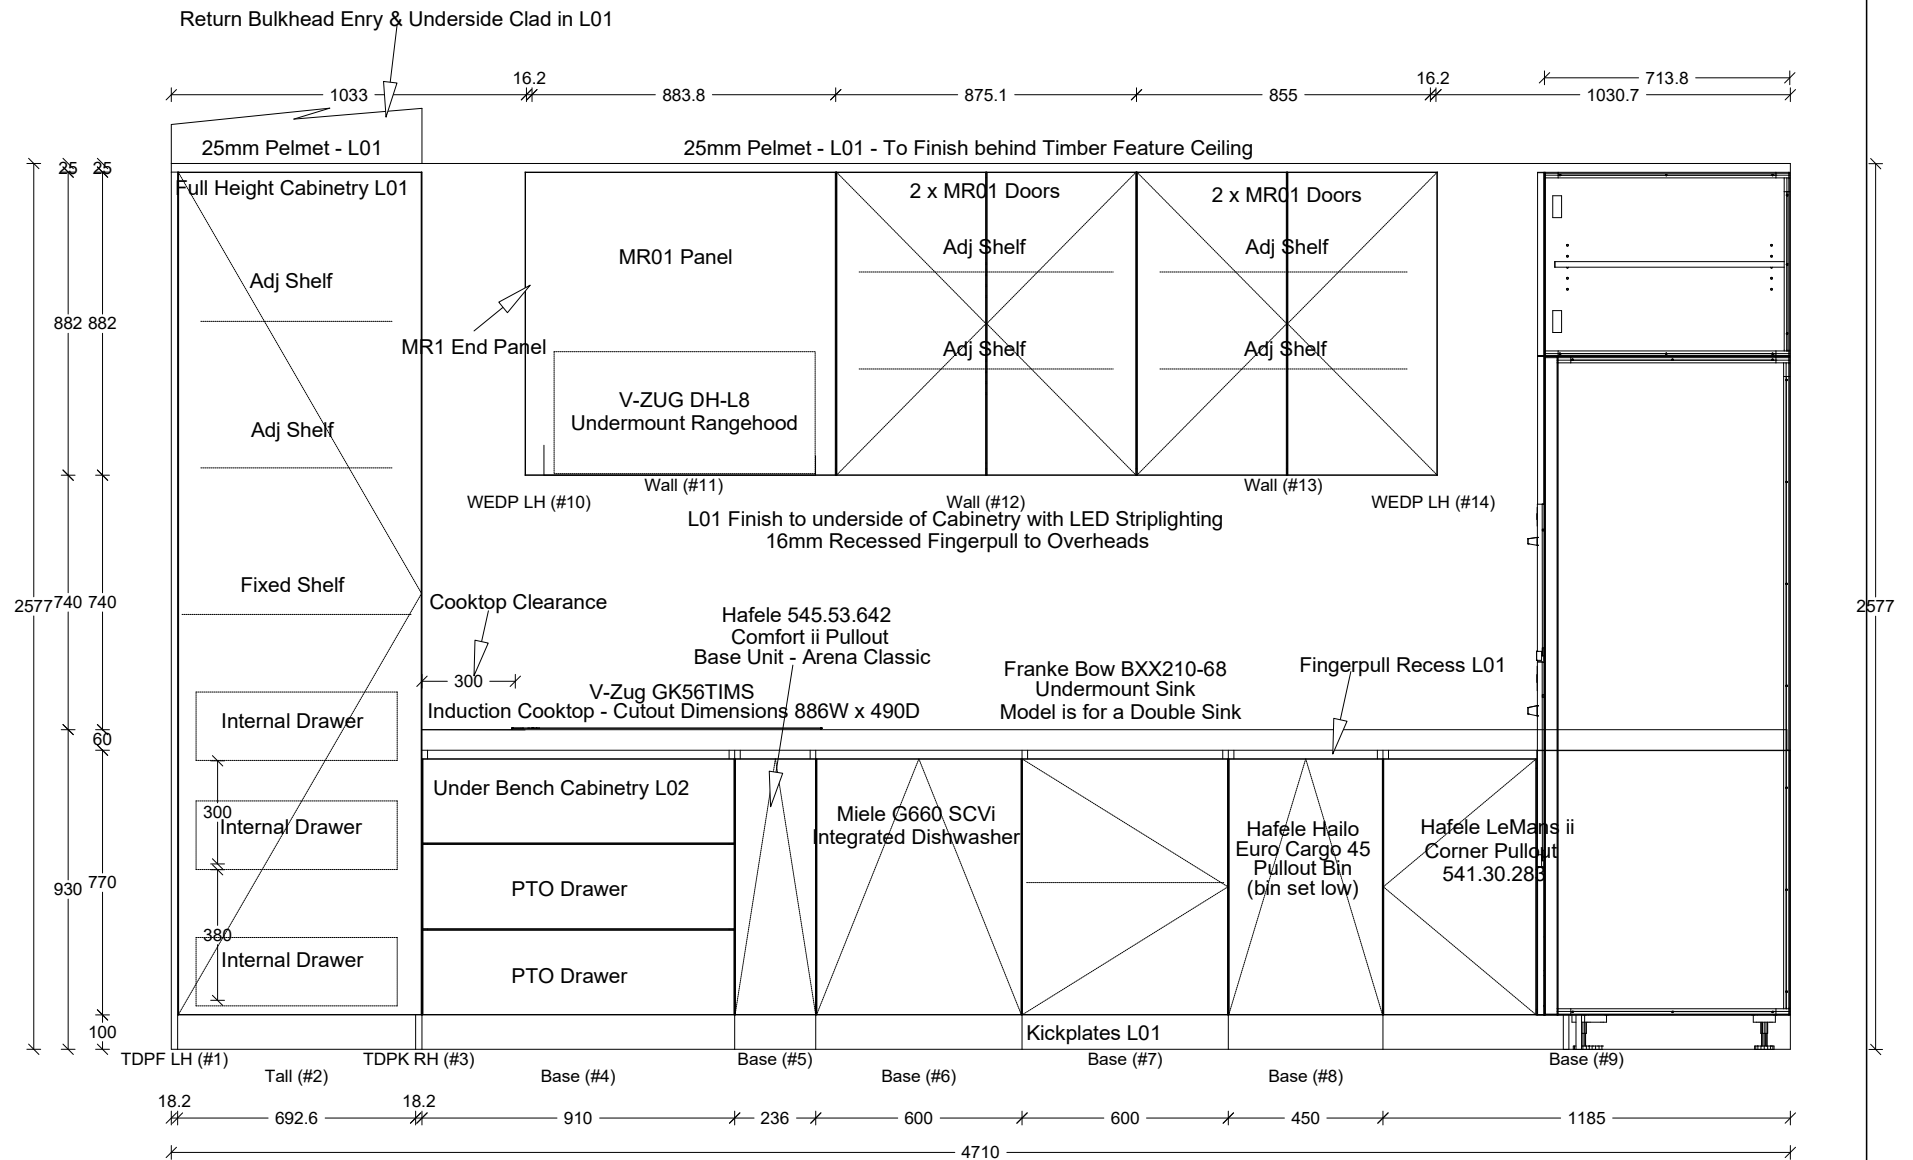 Return Bulkhead Enry & Underside Clad in L01
16.2
16.2
713.8
1033
883.8
875.1
855
1030.7
25mm Pelmet - L01
25mm Pelmet - L01 - To Finish behind Timber Feature Ceiling
25
25
Full Height Cabinetry L01
2 x MR01 Doors
2 x MR01 Doors
MR01 Panel
Adj Shelf
Adj Shelf
Adj Shelf
882
882
MR1 End Panel
Adj Shelf
Adj Shelf
V-ZUG DH-L8
Undermount Rangehood
Adj Shelf
Wall (#11)
Wall (#13)
WEDP LH (#10)
Wall (#12)
WEDP LH (#14)
L01 Finish to underside of Cabinetry with LED Striplighting
16mm Recessed Fingerpull to Overheads
Fixed Shelf
2577
740
740
Cooktop Clearance
2577
Hafele 545.53.642
Comfort ii Pullout
Base Unit - Arena Classic
Fingerpull Recess L01
Franke Bow BXX210-68
Undermount Sink
Model is for a Double Sink
300
V-Zug GK56TIMS
Induction Cooktop - Cutout Dimensions 886W x 490D
Internal Drawer
60
Under Bench Cabinetry L02
300
Internal Drawer
Miele G660 SCVi
Integrated Dishwasher
Hafele Hailo
Euro Cargo 45
Pullout Bin
(bin set low)
Hafele LeMans ii
Corner Pullout
541.30.283
930
770
PTO Drawer
380
Internal Drawer
PTO Drawer
100
Kickplates L01
TDPF LH (#1)
TDPK RH (#3)
Base (#5)
Base (#7)
Base (#9)
Tall (#2)
Base (#4)
Base (#6)
Base (#8)
18.2
18.2
692.6
910
236
600
600
450
1185
4710